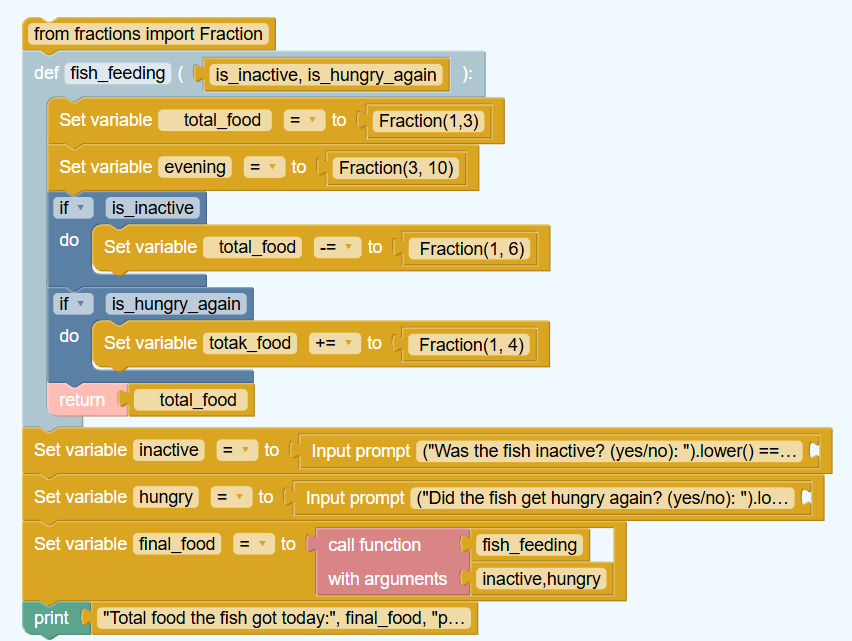 from fractions import Fraction
def fish_feeding ( is_inactive, is_hungry_again ):
Set variable total_food = to Fraction(1,3)
Set variable evening = to Fraction(3, 10)
if is_inactive
do Set variable total_food -= to Fraction(1, 6)
if is_hungry_again
do Set variable totak_food += to Fraction(1, 4)
return total_food
Set variable inactive = to Input prompt ("Was the fish inactive? (yes/no): ").lower() ==…
Set variable hungry = to Input prompt ("Did the fish get hungry again? (yes/no): ").lo…
Set variable final_food = to call function fish_feeding
with arguments inactive,hungry
print "Total food the fish got today:", final_food, "p…